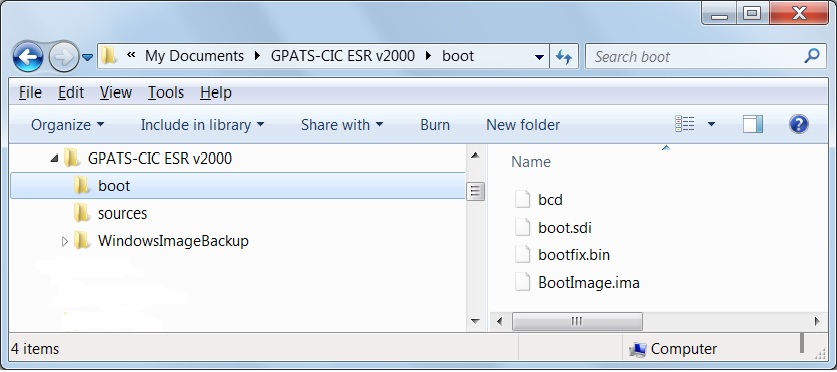 « My Documents GPATS-CIC ESR v2000 boot Search boot
File Edit View Tools Help
Organize Include in library Share with Burn New folder ?
GPATS-CIC ESR v2000
boot
sources
WindowsImageBackup
Name
bcd
boot.sdi
bootfix.bin
BootImage.ima
4 items Computer